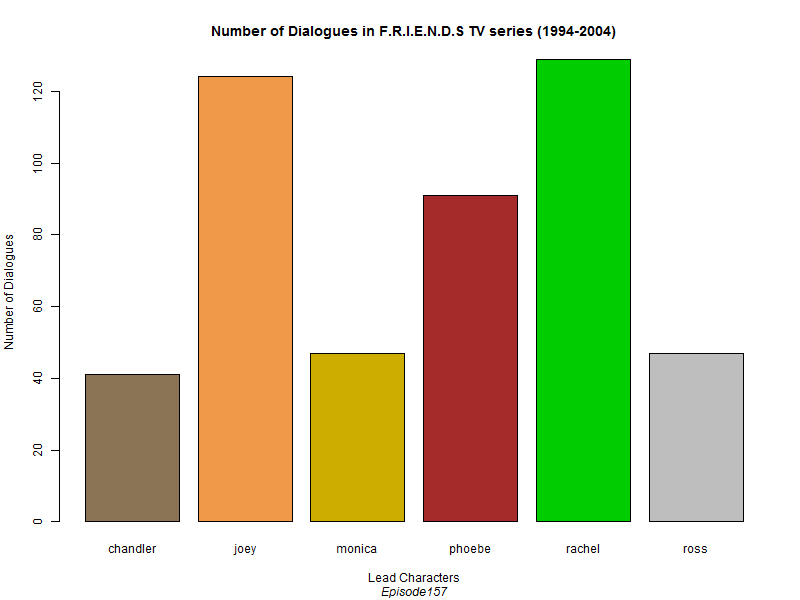 Number of Dialogues in F.R.I.E.N.D.S TV series (1994-2004)
Number of Dialogues
120
100
80
60
40
20
0
chandler joey monica phoebe rachel ross
Lead Characters
Episode157